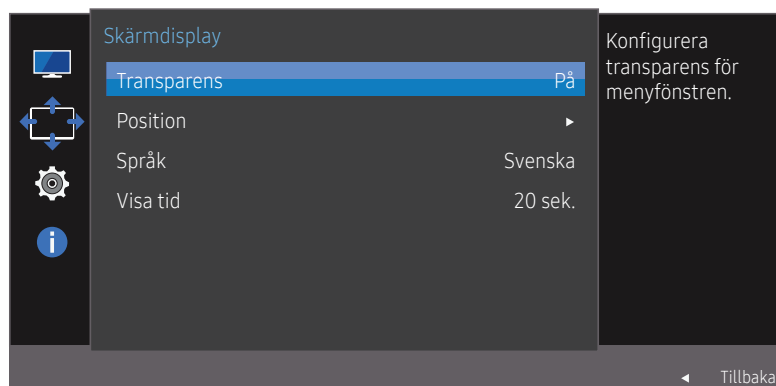 Skärmdisplay
Transparens På
Position ▸
Språk Svenska
Visa tid 20 sek.
Konfigurera
transparens för
menyfönstren.
◂ Tillbaka